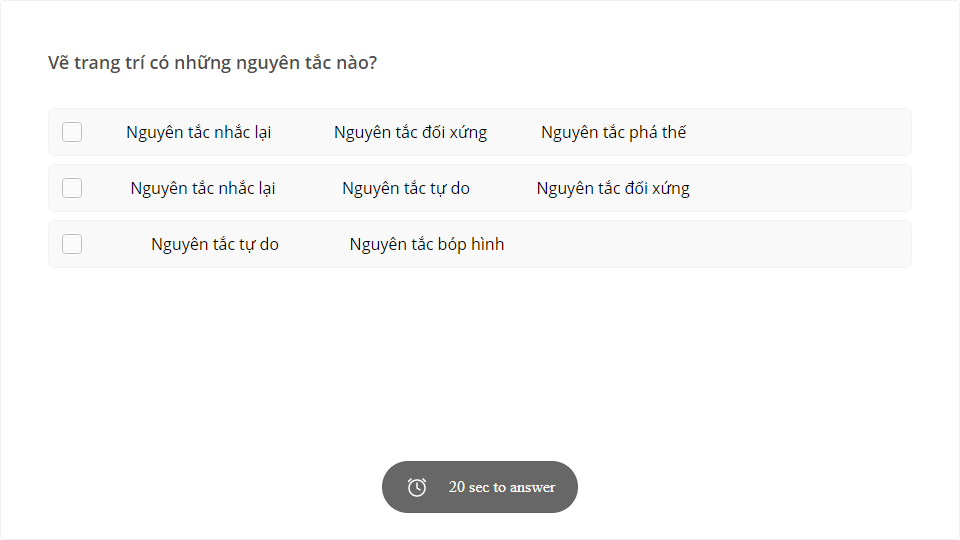 Vẽ trang trí có những nguyên tắc nào?
Nguyên tắc nhắc lại Nguyên tắc đối xứng Nguyên tắc phá thế
Nguyên tắc nhắc lại Nguyên tắc tự do Nguyên tắc đối xứng
Nguyên tắc tự do Nguyên tắc bóp hình
20 sec to answer